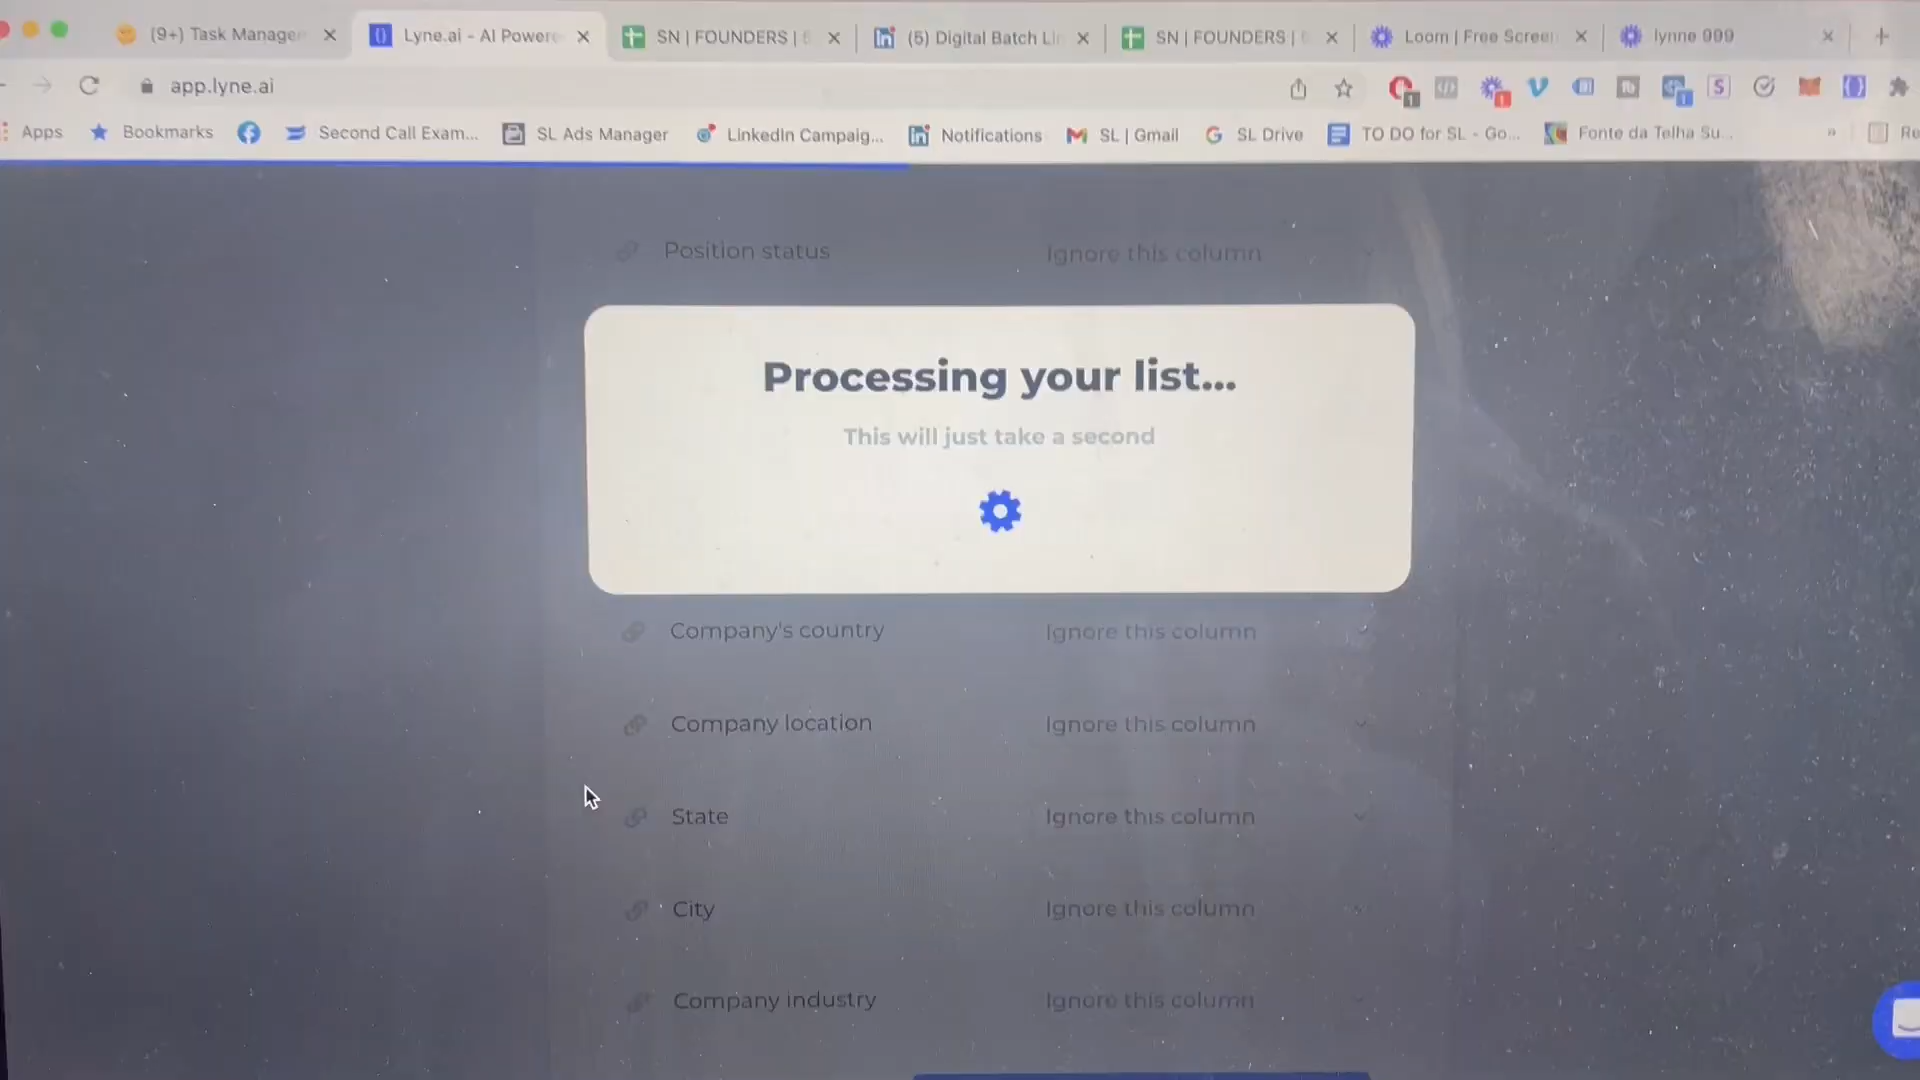 (9+) Task Manager
Lyne.ai - AI Powere
SN | FOUNDERS |
(5) Digital Batch Lin
SN | FOUNDERS |
Loom | Free Screen
lynne 999
app.lyne.ai
Apps
Bookmarks
Second Call Exam...
SL Ads Manager
LinkedIn Campaig...
Notifications
SL | Gmail
SL Drive
TO DO for SL - Go...
Fonte da Telha Su...
Re
Position status
Ignore this column
Processing your list...
This will just take a second
Company's country
Ignore this column
Company location
Ignore this column
State
Ignore this column
City
Ignore this column
Company industry
Ignore this column